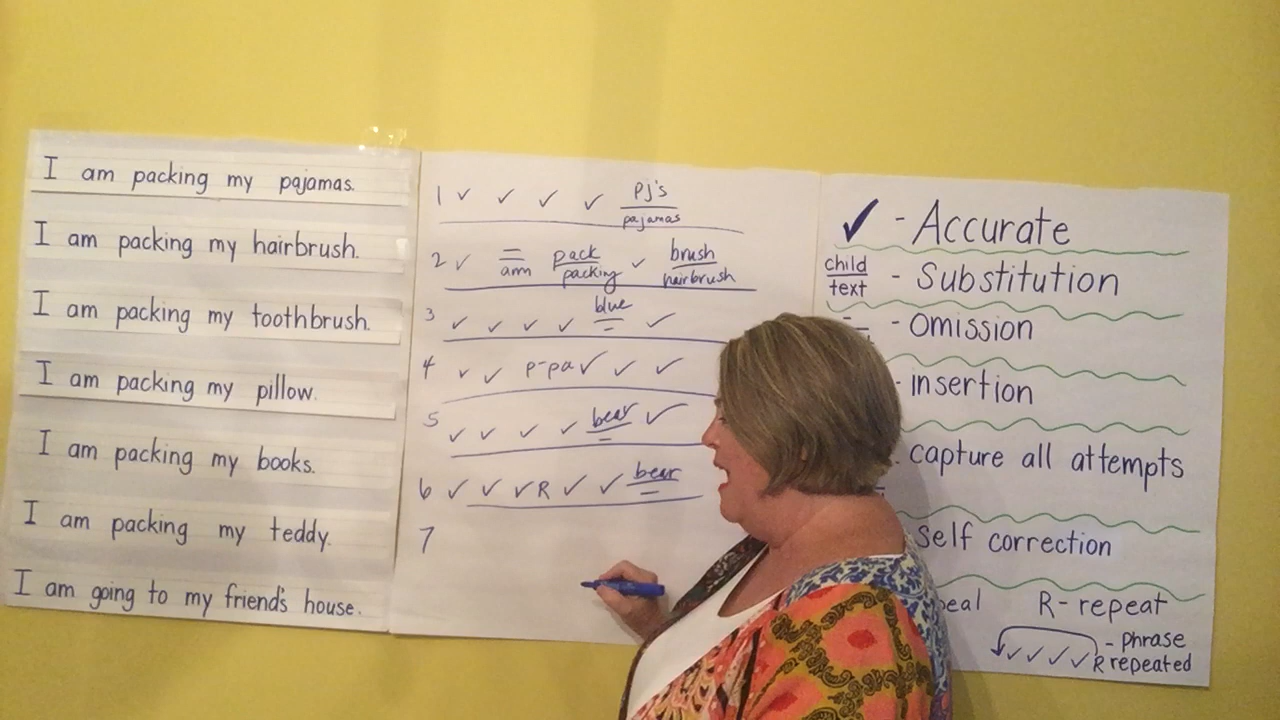 I am packing my pajamas.
I am packing my hairbrush.
I am packing my toothbrush.
I am packing my pillow.
I am packing my books.
I am packing my teddy.
I am going to my friend's house.
1 ✓ ✓ ✓ ✓ PJ's
pajamas
2 ✓ — pack ✓ brush
am packing hairbrush
3 ✓ ✓ ✓ ✓ blue ✓
–
4 ✓ ✓ p-pa✓ ✓ ✓
5 ✓ ✓ ✓ ✓ bear ✓
–
6 ✓ ✓ ✓R ✓ ✓ bear
–
7
✓ - Accurate
child
text - Substitution
- Omission
- insertion
capture all attempts
self correction
R- repeat
- phrase
✓ ✓ ✓ ✓ R repeated